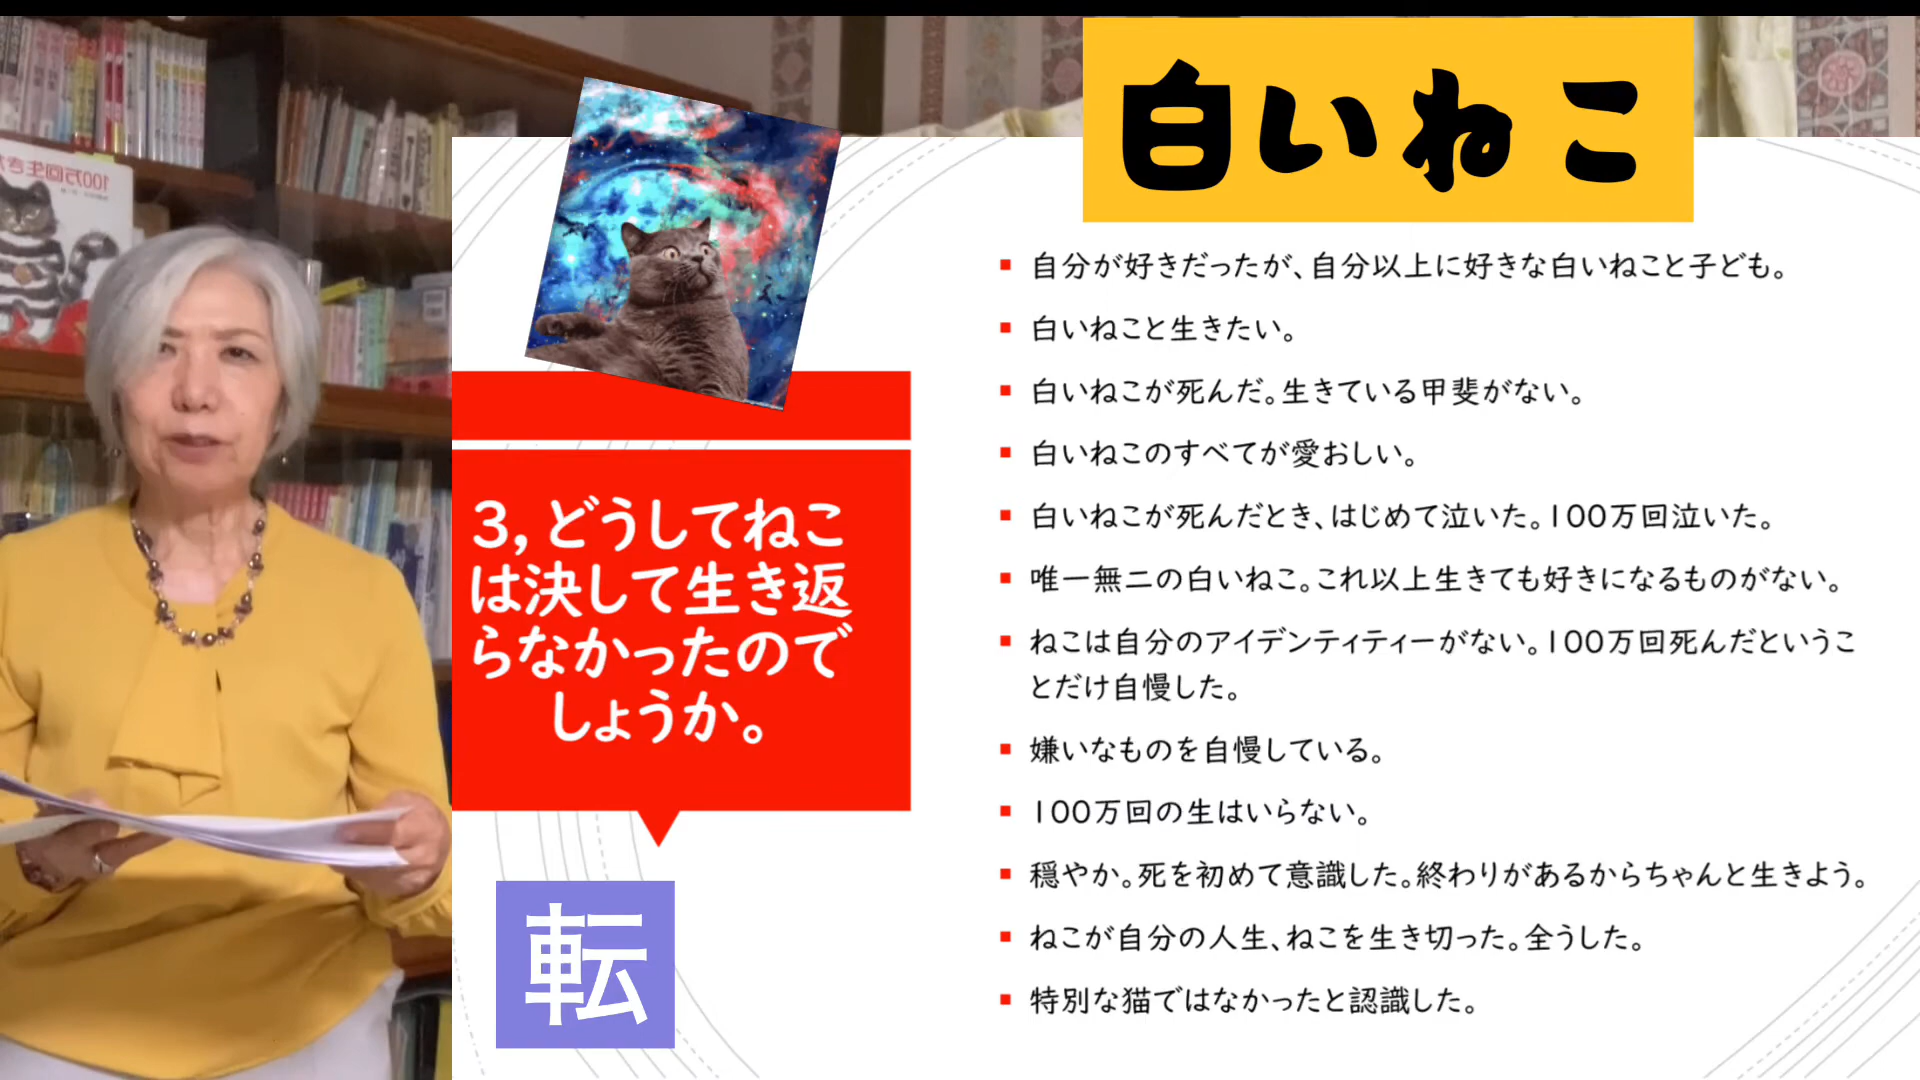 白いねこ
3, どうしてねこ
は決して生き返
らなかったので
しょうか。
転
自分が好きだったが、自分以上に好きな白いねこと子ども。
白いねこと生きたい。
白いねこが死んだ。生きている甲斐がない。
白いねこのすべてが愛おしい。
白いねこが死んだとき、はじめて泣いた。100万回泣いた。
唯一無二の白いねこ。これ以上生きても好きになるものがない。
ねこは自分のアイデンティティーがない。100万回死んだというこ
とだけ自慢した。
嫌いなものを自慢している。
100万回の生はいらない。
穏やか。死を初めて意識した。終わりがあるからちゃんと生きよう。
ねこが自分の人生、ねこを生き切った。全うした。
特別な猫ではなかったと認識した。
100万回生き